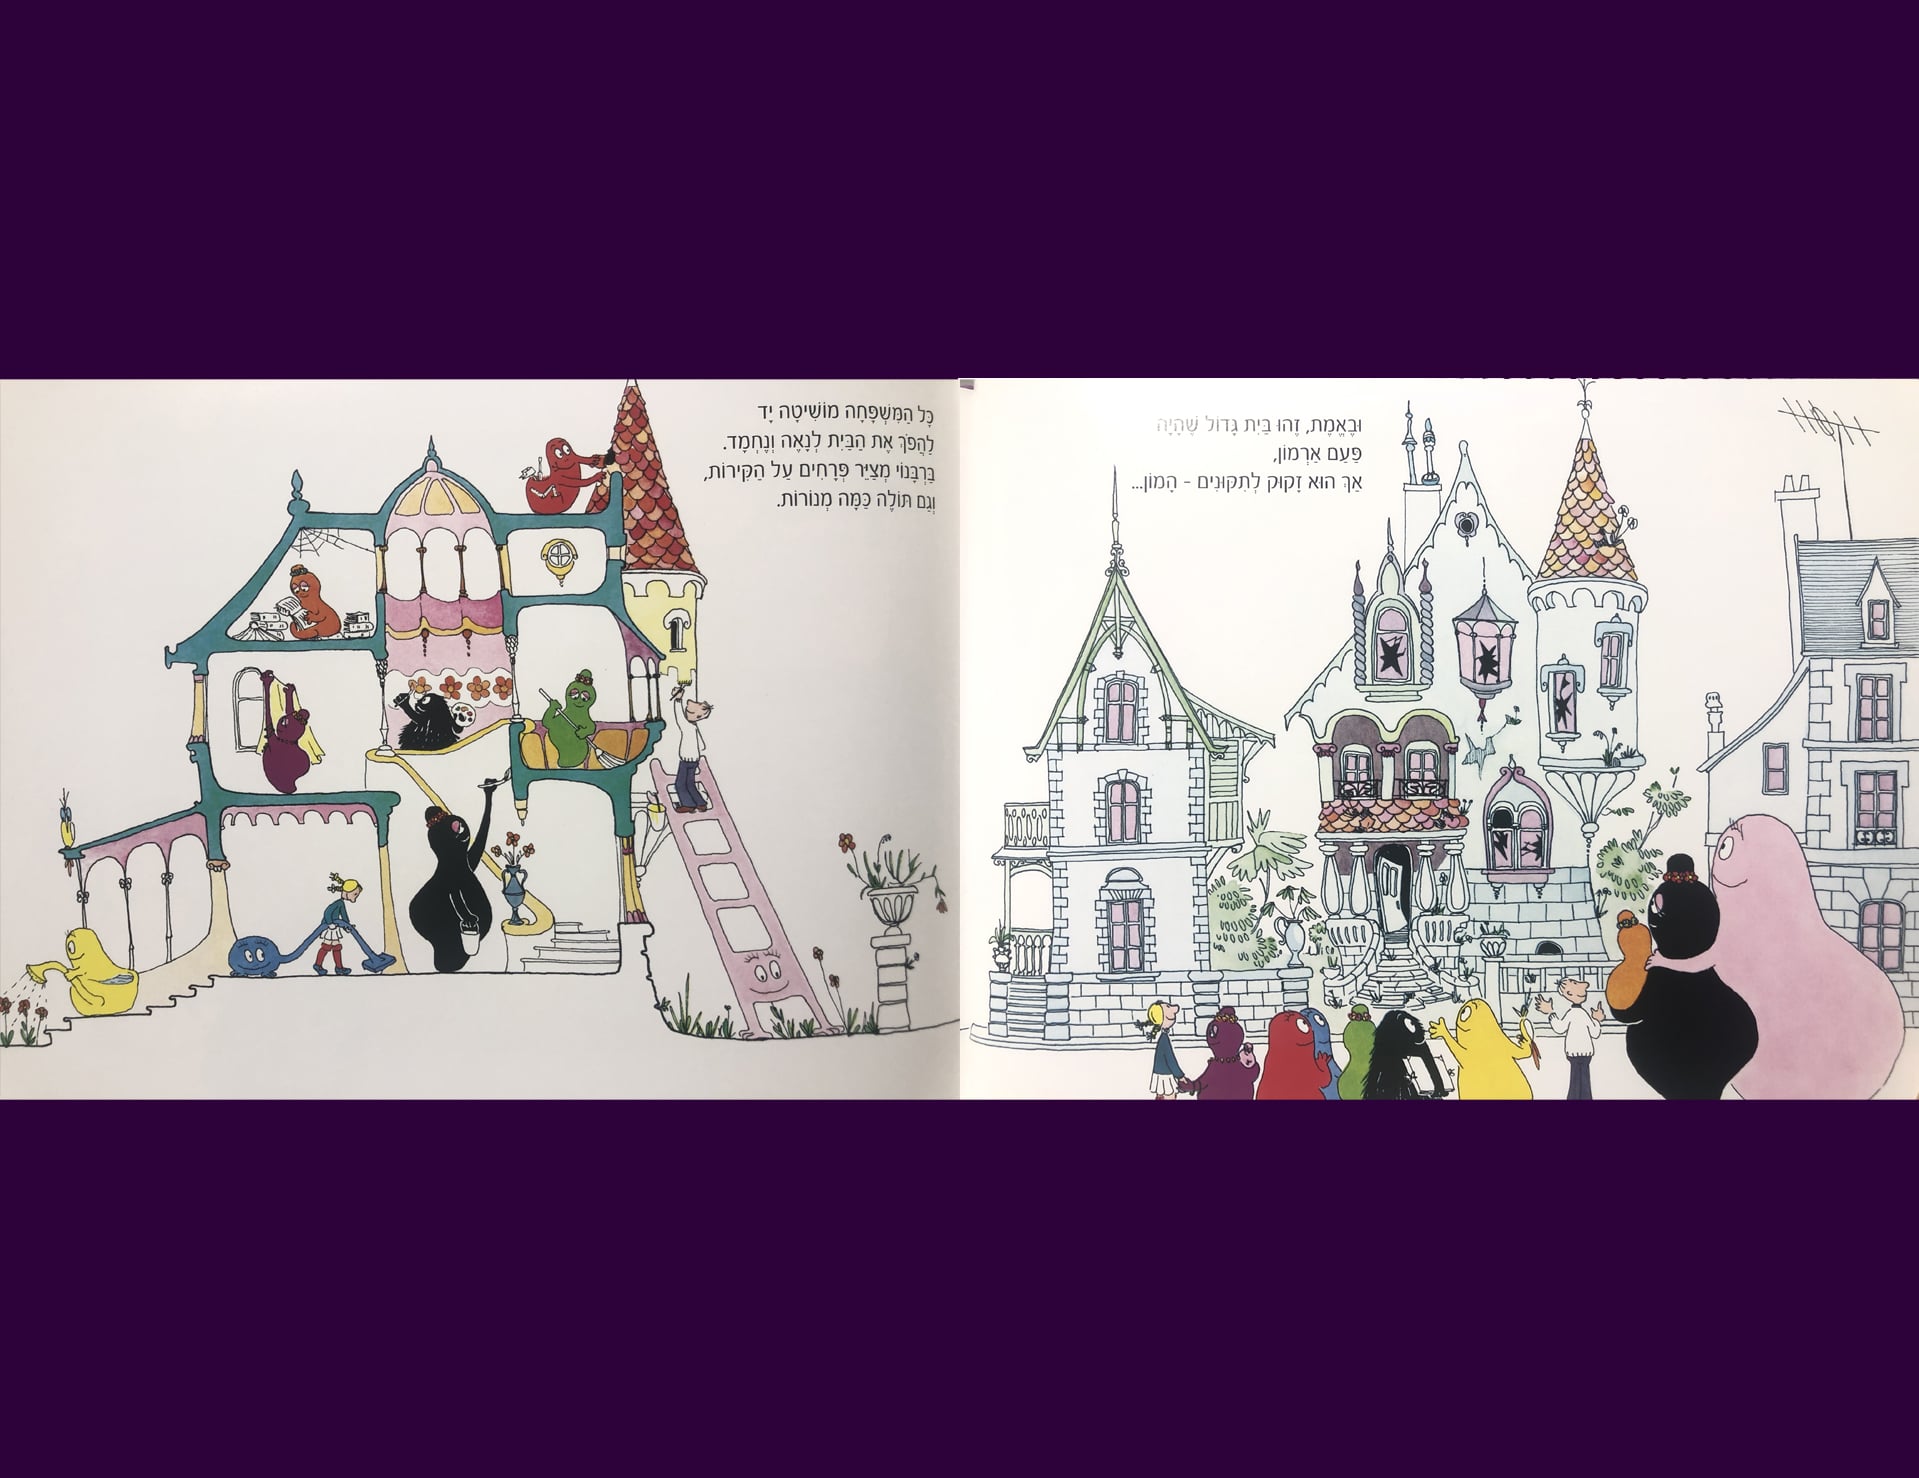 וּבֶאֱמֶת, זֶהוּ בַּיִת גָּדוֹל שֶׁהָיָה
פַּעַם אַרְמוֹן,
אַךְ הוּא זָקוּק לְתִקּוּנִים - הָמוֹן...
כָּל הַמִּשְׁפָּחָה מוֹשִׁיטָה יָד
לַהֲפֹךְ אֶת הַבַּיִת לְנָאֶה וְנֶחְמָד.
בַּרְבָּנוֹי מְצַיֵּר פְּרָחִים עַל הַקִּירוֹת,
וְגַם תּוֹלֶה כַּמָּה מְנוֹרוֹת.